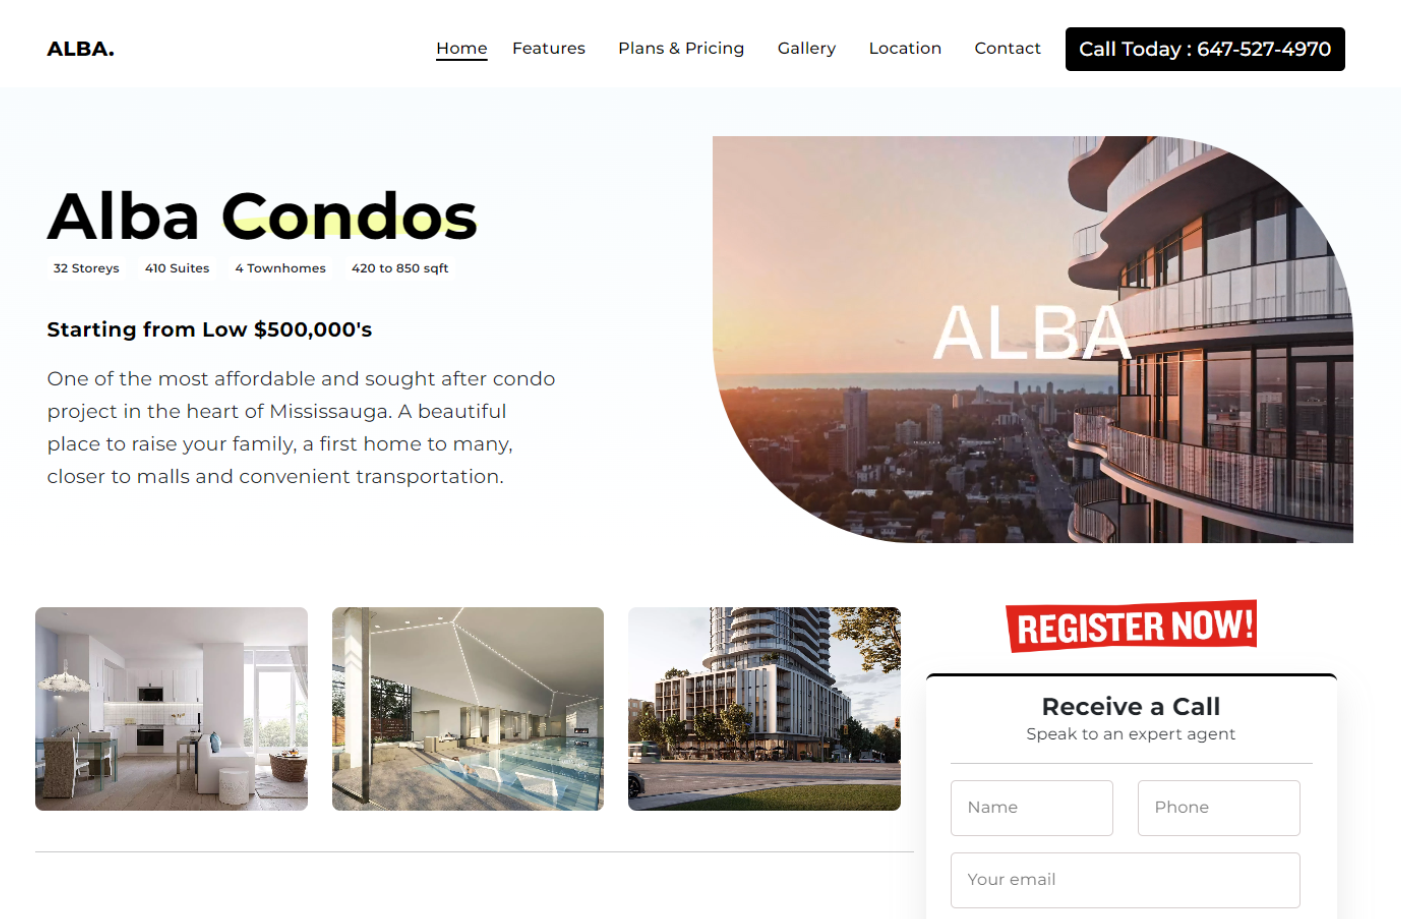 ALBA.
Home Features Plans & Pricing Gallery Location Contact Call Today : 647-527-4970
Alba Condos
32 Storeys 410 Suites 4 Townhomes 420 to 850 sqft
Starting from Low $500,000's
One of the most affordable and sought after condo
project in the heart of Mississauga. A beautiful
place to raise your family, a first home to many,
closer to malls and convenient transportation.
ALBA
REGISTER NOW!
Receive a Call
Speak to an expert agent
Name Phone
Your email